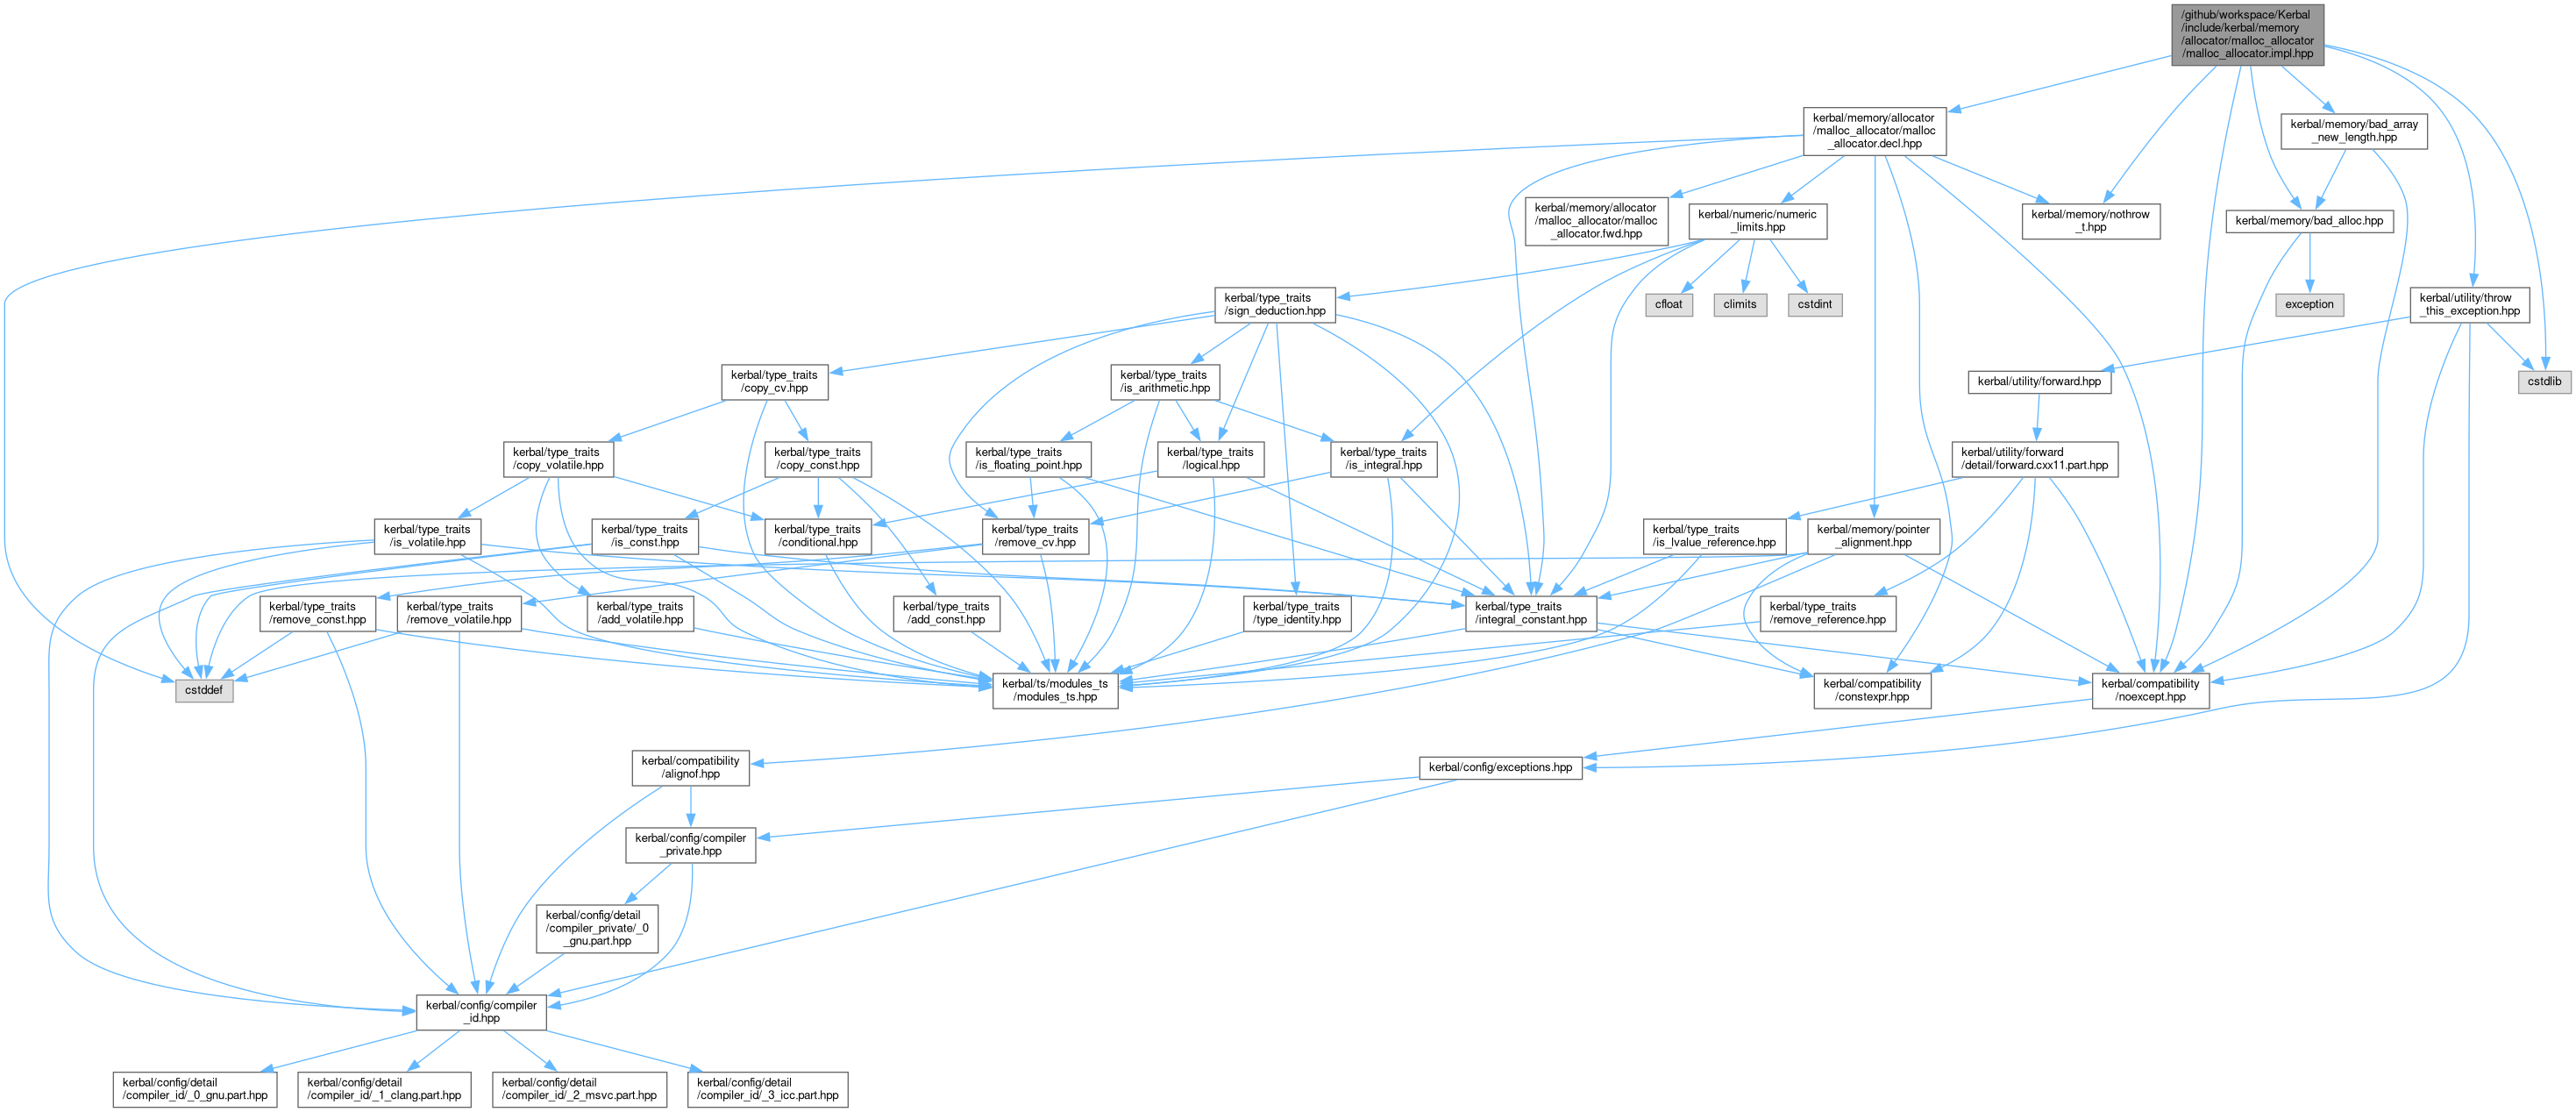 /github/workspace/Kerbal
/include/kerbal/memory
/allocator/malloc_allocator
/malloc_allocator.impl.hpp
kerbal/memory/allocator
/malloc_allocator/malloc
_allocator.decl.hpp
kerbal/memory/bad_array
_new_length.hpp
kerbal/memory/allocator
/malloc_allocator/malloc
_allocator.fwd.hpp
kerbal/numeric/numeric
_limits.hpp
kerbal/memory/nothrow
_t.hpp
kerbal/memory/bad_alloc.hpp
kerbal/type_traits
/sign_deduction.hpp
cfloat
climits
cstdint
exception
kerbal/utility/throw
_this_exception.hpp
kerbal/type_traits
/copy_cv.hpp
kerbal/type_traits
/is_arithmetic.hpp
kerbal/utility/forward.hpp
cstdlib
kerbal/type_traits
/copy_volatile.hpp
kerbal/type_traits
/copy_const.hpp
kerbal/type_traits
/is_floating_point.hpp
kerbal/type_traits
/logical.hpp
kerbal/type_traits
/is_integral.hpp
kerbal/utility/forward
/detail/forward.cxx11.part.hpp
kerbal/type_traits
/is_volatile.hpp
kerbal/type_traits
/is_const.hpp
kerbal/type_traits
/conditional.hpp
kerbal/type_traits
/remove_cv.hpp
kerbal/type_traits
/is_lvalue_reference.hpp
kerbal/memory/pointer
_alignment.hpp
kerbal/type_traits
/remove_const.hpp
kerbal/type_traits
/remove_volatile.hpp
kerbal/type_traits
/add_volatile.hpp
kerbal/type_traits
/add_const.hpp
kerbal/type_traits
/type_identity.hpp
kerbal/type_traits
/integral_constant.hpp
kerbal/type_traits
/remove_reference.hpp
cstddef
kerbal/ts/modules_ts
/modules_ts.hpp
kerbal/compatibility
/constexpr.hpp
kerbal/compatibility
/noexcept.hpp
kerbal/compatibility
/alignof.hpp
kerbal/config/exceptions.hpp
kerbal/config/compiler
_private.hpp
kerbal/config/detail
/compiler_private/_0
_gnu.part.hpp
kerbal/config/compiler
_id.hpp
kerbal/config/detail
/compiler_id/_0_gnu.part.hpp
kerbal/config/detail
/compiler_id/_1_clang.part.hpp
kerbal/config/detail
/compiler_id/_2_msvc.part.hpp
kerbal/config/detail
/compiler_id/_3_icc.part.hpp